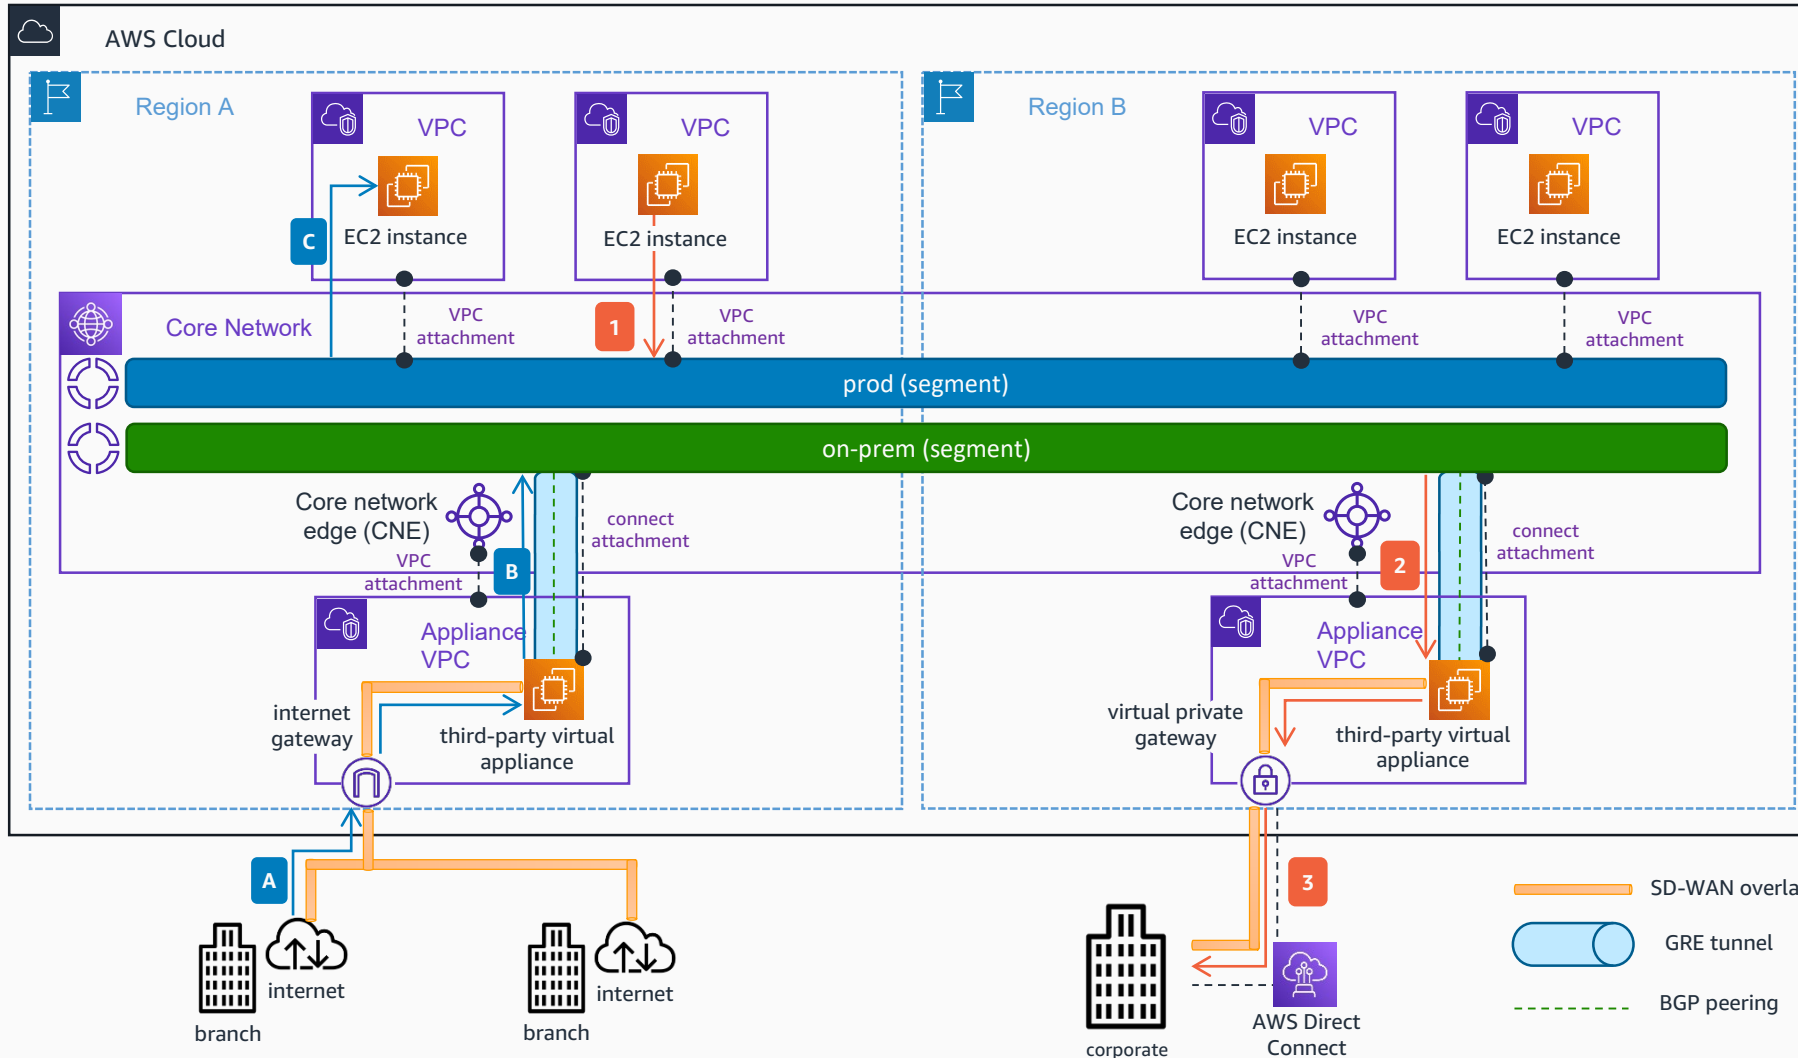 AWS Cloud
Region A
Region B
VPC
VPC
VPC
VPC
C
EC2 instance
EC2 instance
EC2 instance
EC2 instance
Core Network
VPC
attachment
1
VPC
attachment
VPC
attachment
VPC
attachment
prod (segment)
on-prem (segment)
Core network
edge (CNE)
connect
attachment
VPC
attachment
B
Core network
edge (CNE)
connect
attachment
VPC
attachment
2
Appliance
VPC
internet
gateway
third-party virtual
appliance
Appliance
VPC
virtual private
gateway
third-party virtual
appliance
A
internet
branch
internet
branch
3
corporate
AWS Direct
Connect
SD-WAN overla
GRE tunnel
BGP peering